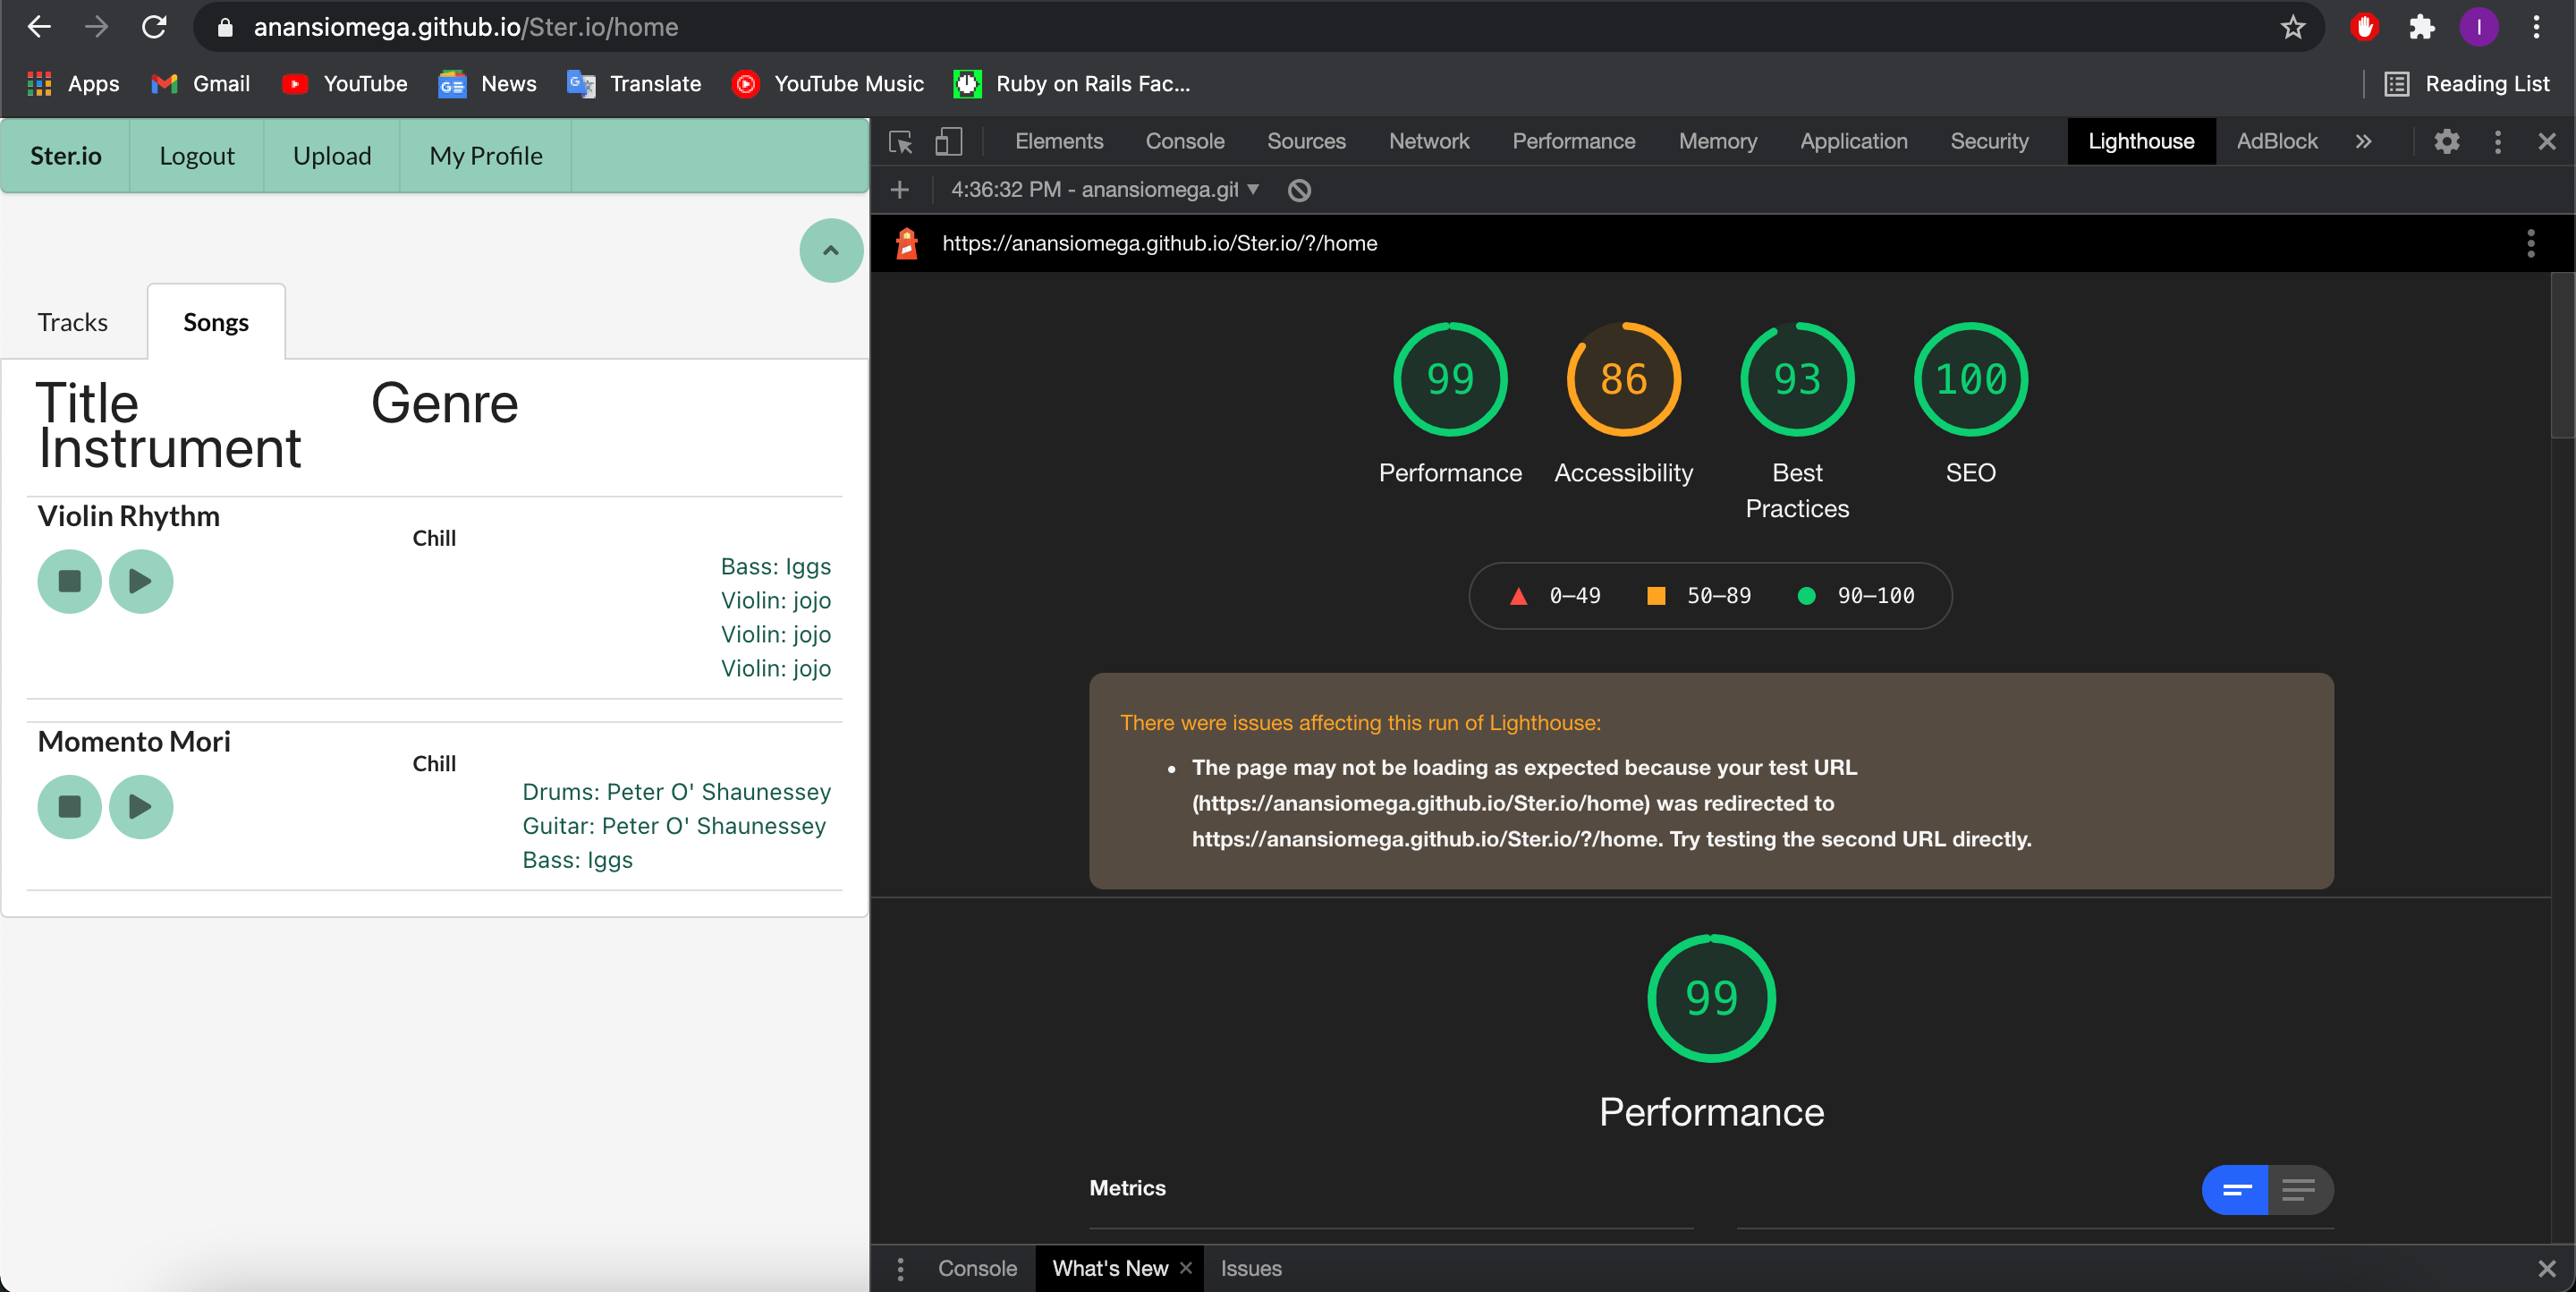 anansiomega.github.io/Ster.io/home
Apps Gmail YouTube News Translate YouTube Music Ruby on Rails Fac... Reading List
Ster.io Logout Upload My Profile
Tracks Songs
Title Genre
Instrument
Violin Rhythm
Chill
Bass: Iggs
Violin: jojo
Violin: jojo
Violin: jojo
Momento Mori
Chill
Drums: Peter O' Shaunessey
Guitar: Peter O' Shaunessey
Bass: Iggs
Elements Console Sources Network Performance Memory Application Security Lighthouse AdBlock
4:36:32 PM - anansiomega.git
https://anansiomega.github.io/Ster.io/?/home
99 86 93 100
Performance Accessibility Best Practices SEO
0–49 50–89 90–100
There were issues affecting this run of Lighthouse:
The page may not be loading as expected because your test URL
(https://anansiomega.github.io/Ster.io/home) was redirected to
https://anansiomega.github.io/Ster.io/?/home. Try testing the second URL directly.
99
Performance
Metrics
Console What's New Issues